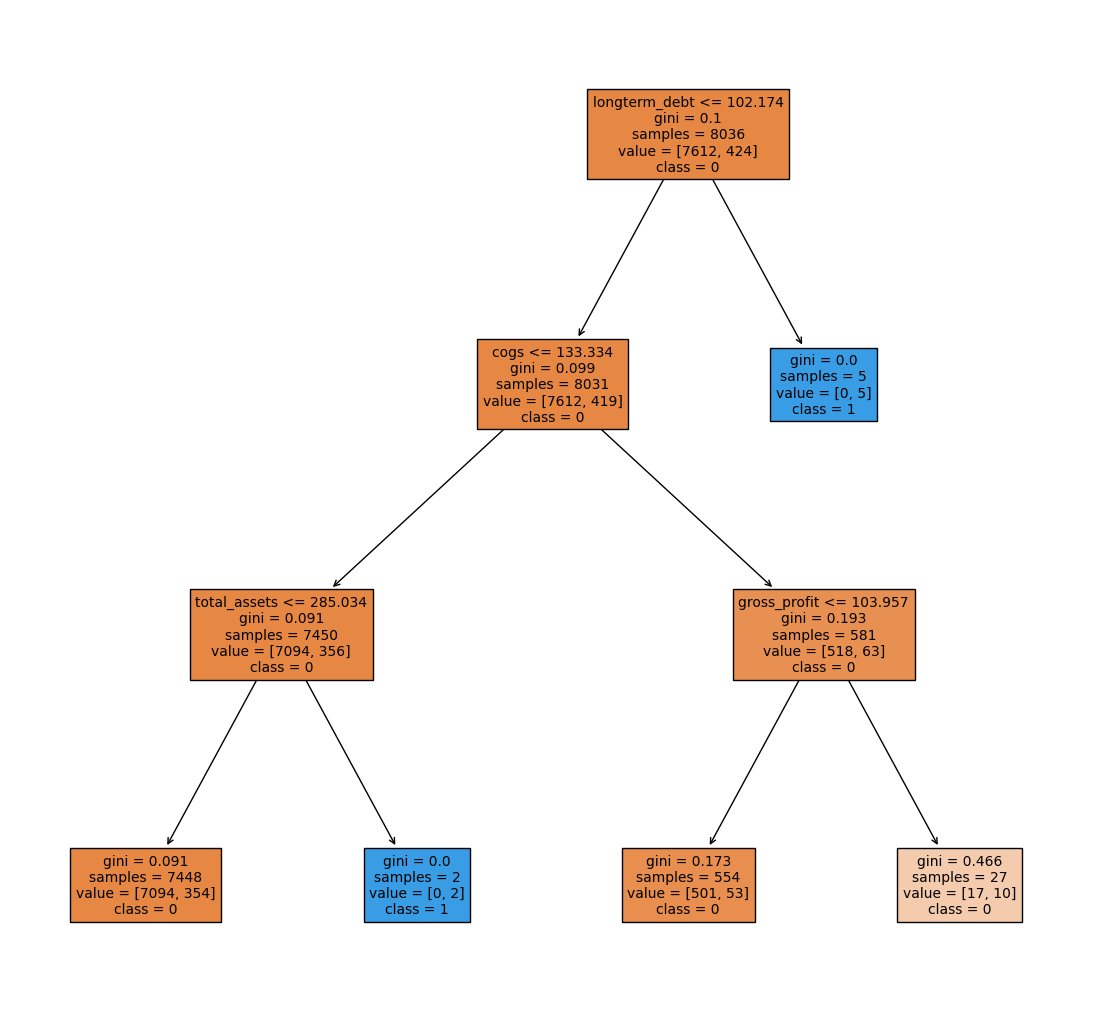 longterm_debt <= 102.174
gini = 0.1
samples = 8036
value = [7612, 424]
class = 0
cogs <= 133.334
gini = 0.099
samples = 8031
value = [7612, 419]
class = 0
gini = 0.0
samples = 5
value = [0, 5]
class = 1
total_assets <= 285.034
gini = 0.091
samples = 7450
value = [7094, 356]
class = 0
gross_profit <= 103.957
gini = 0.193
samples = 581
value = [518, 63]
class = 0
gini = 0.091
samples = 7448
value = [7094, 354]
class = 0
gini = 0.0
samples = 2
value = [0, 2]
class = 1
gini = 0.173
samples = 554
value = [501, 53]
class = 0
gini = 0.466
samples = 27
value = [17, 10]
class = 0